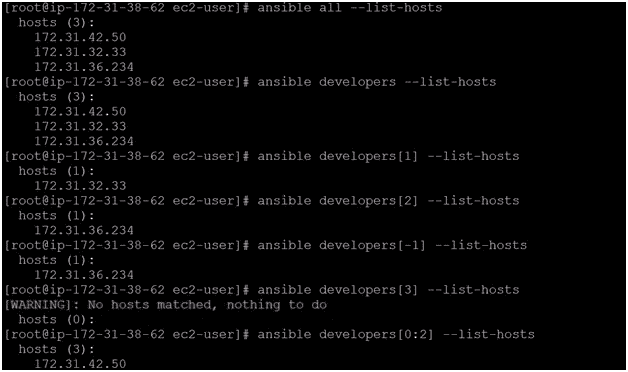 [root@ip-172-31-38-62 ec2-user]# ansible all --list-hosts
  hosts (3):
    172.31.42.50
    172.31.32.33
    172.31.36.234
[root@ip-172-31-38-62 ec2-user]# ansible developers --list-hosts
  hosts (3):
    172.31.42.50
    172.31.32.33
    172.31.36.234
[root@ip-172-31-38-62 ec2-user]# ansible developers[1] --list-hosts
  hosts (1):
    172.31.32.33
[root@ip-172-31-38-62 ec2-user]# ansible developers[2] --list-hosts
  hosts (1):
    172.31.36.234
[root@ip-172-31-38-62 ec2-user]# ansible developers[-1] --list-hosts
  hosts (1):
    172.31.36.234
[root@ip-172-31-38-62 ec2-user]# ansible developers[3] --list-hosts
[WARNING]: No hosts matched, nothing to do
  hosts (0):
[root@ip-172-31-38-62 ec2-user]# ansible developers[0:2] --list-hosts
  hosts (3):
    172.31.42.50